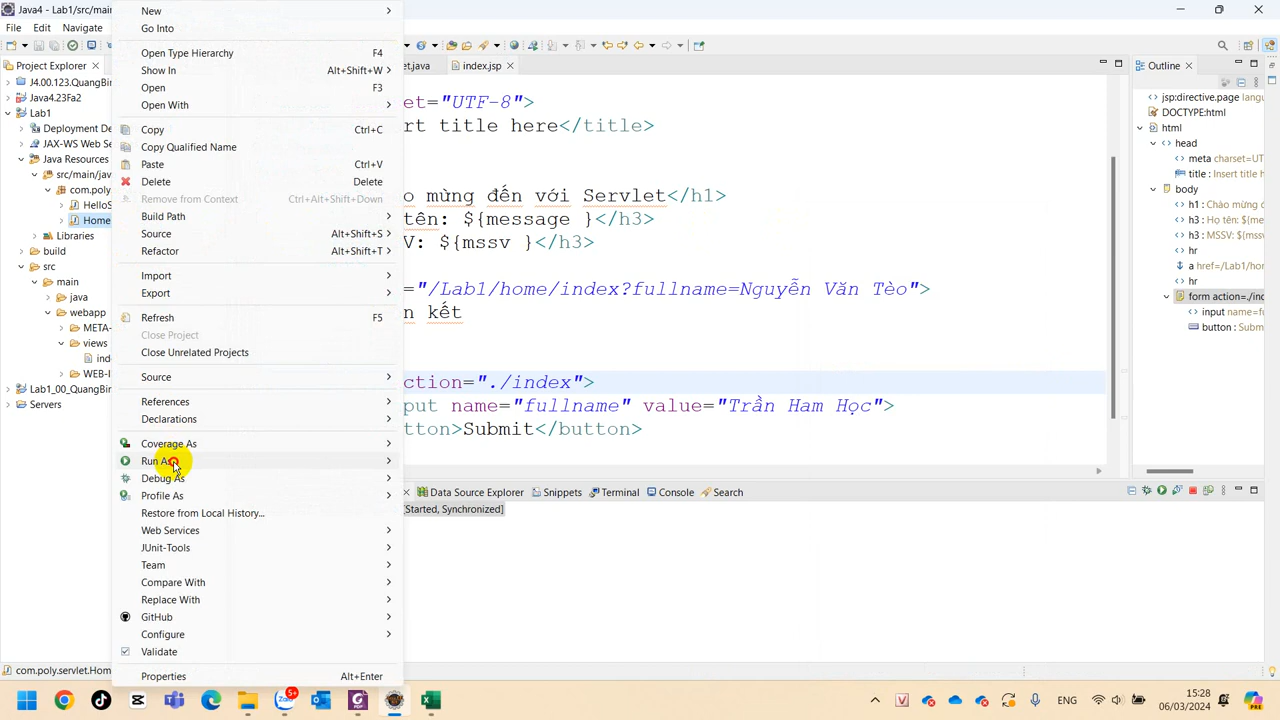 Java4 - Lab1/src/mai
File
Edit
Navigate
Project Explorer
J4.00.123.QuangBin
Java4.23Fa2
Lab1
Deployment De
JAX-WS Web Se
Java Resources
src/main/jav
com.poly
HelloS
Home
Libraries
build
src
main
java
webapp
META-
views
ind
WEB-I
Lab1_00_QuangBin
Servers
New
Go Into
Open Type Hierarchy F4
Show In Alt+Shift+W
Open F3
Open With
Copy Ctrl+C
Copy Qualified Name
Paste Ctrl+V
Delete Delete
Remove from Context Ctrl+Alt+Shift+Down
Build Path
Source Alt+Shift+S
Refactor Alt+Shift+T
Import
Export
Refresh F5
Close Project
Close Unrelated Projects
Source
References
Declarations
Coverage As
Run As
Debug As
Profile As
Restore from Local History...
Web Services
JUnit-Tools
Team
Compare With
Replace With
GitHub
Configure
Validate
Properties Alt+Enter
et.java
index.jsp
et="UTF-8">
rt title here</title>
o mừng đến với Servlet</h1>
tên: ${message }</h3>
V: ${mssv }</h3>
="/Lab1/home/index?fullname=Nguyễn Văn Tèo">
n kết
ction="./index">
put name="fullname" value="Trần Ham Học">
tton>Submit</button>
Data Source Explorer
Snippets
Terminal
Console
Search
[Started, Synchronized]
Outline
jsp:directive.page langu
DOCTYPE:html
html
head
meta charset=UT
title : Insert title h
body
h1 : Chào mừng đ
h3 : Họ tên: ${me
h3 : MSSV: ${mss
hr
a href=/Lab1/ho
hr
form action=./inc
input name=fu
button : Subm
com.poly.servlet.Hom
5+
Zalo
ENG
15:28
06/03/2024
PRE